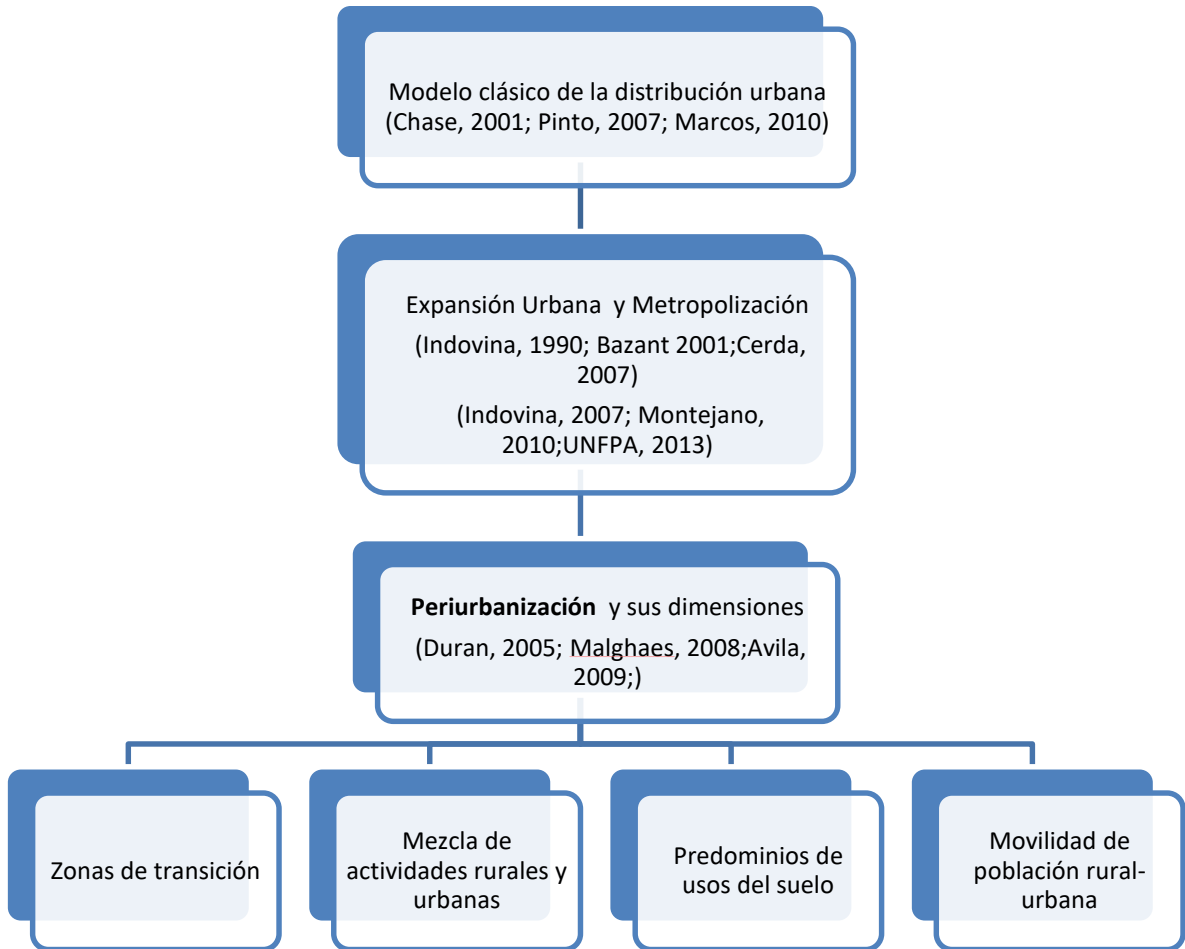 Modelo clásico de la distribución urbana
(Chase, 2001; Pinto, 2007; Marcos, 2010)
Expansión Urbana y Metropolización
(Indovina, 1990; Bazant 2001;Cerda,
2007)
(Indovina, 2007; Montejano,
2010;UNFPA, 2013)
Periurbanización y sus dimensiones
(Duran, 2005; Malghaes, 2008;Avila,
2009;)
Zonas de transición
Mezcla de
actividades rurales y
urbanas
Predominios de
usos del suelo
Movilidad de
población rural-
urbana